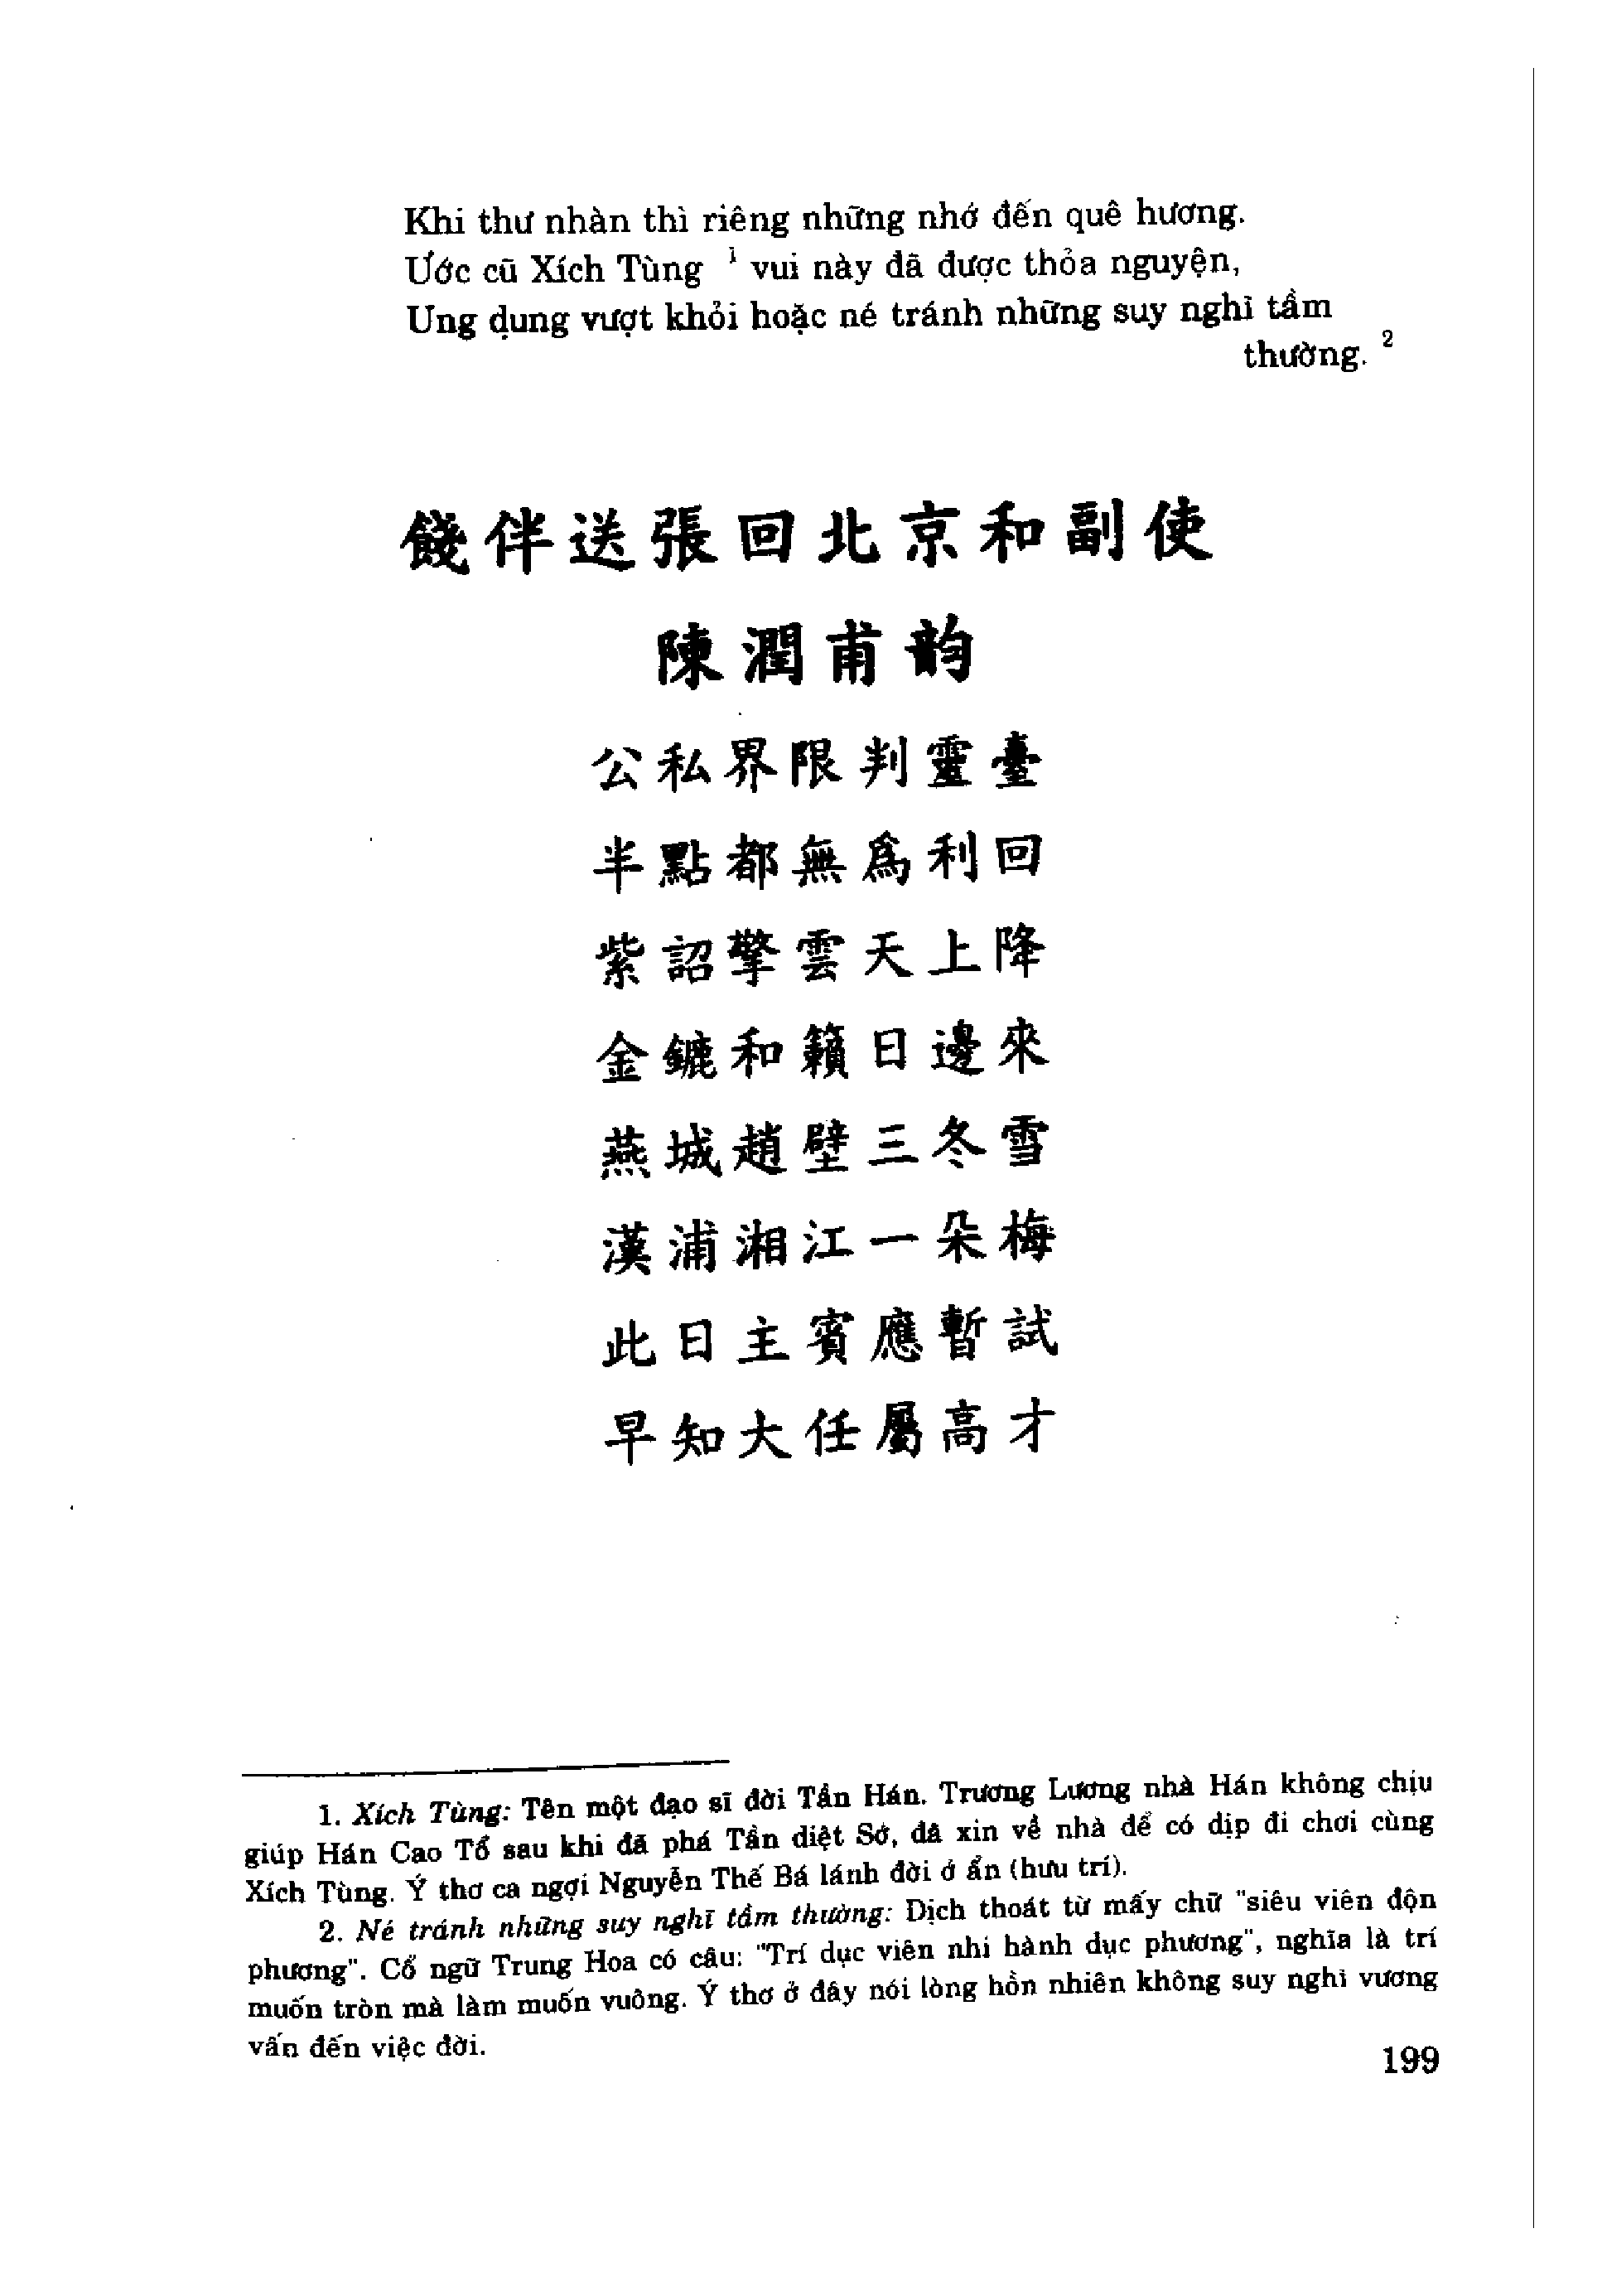 Khi thư nhàn thì riêng những nhớ đến quê hương.
Ước cũ Xích Tùng ¹ vui này đã được thỏa nguyện,
Ung dung vượt khỏi hoặc né tránh những suy nghĩ tầm
thường. ²
餞伴送張回北京和副使
陳潤甫韵
公私界限判靈臺
半點都無爲利回
紫詔擎雲天上降
金鑣和籟日邊來
燕城趙壁三冬雪
漢浦湘江一朵梅
此日主賓應暫試
早知大任屬高才
1. Xích Tùng: Tên một đạo sĩ đời Tần Hán. Trương Lương nhà Hán không chịu
giúp Hán Cao Tổ sau khi đã phá Tần diệt Sở, đã xin về nhà để có dịp đi chơi cùng
Xích Tùng. Ý thơ ca ngợi Nguyễn Thế Bá lánh đời ở ẩn (hưu trí).
2. Né tránh những suy nghĩ tầm thường: Dịch thoát từ mấy chữ "siêu viên độn
phương". Cổ ngữ Trung Hoa có câu: "Trí dục viên nhi hành dục phương", nghĩa là trí
muốn tròn mà làm muốn vuông. Ý thơ ở đây nói lòng hồn nhiên không suy nghĩ vương
vấn đến việc đời.
199